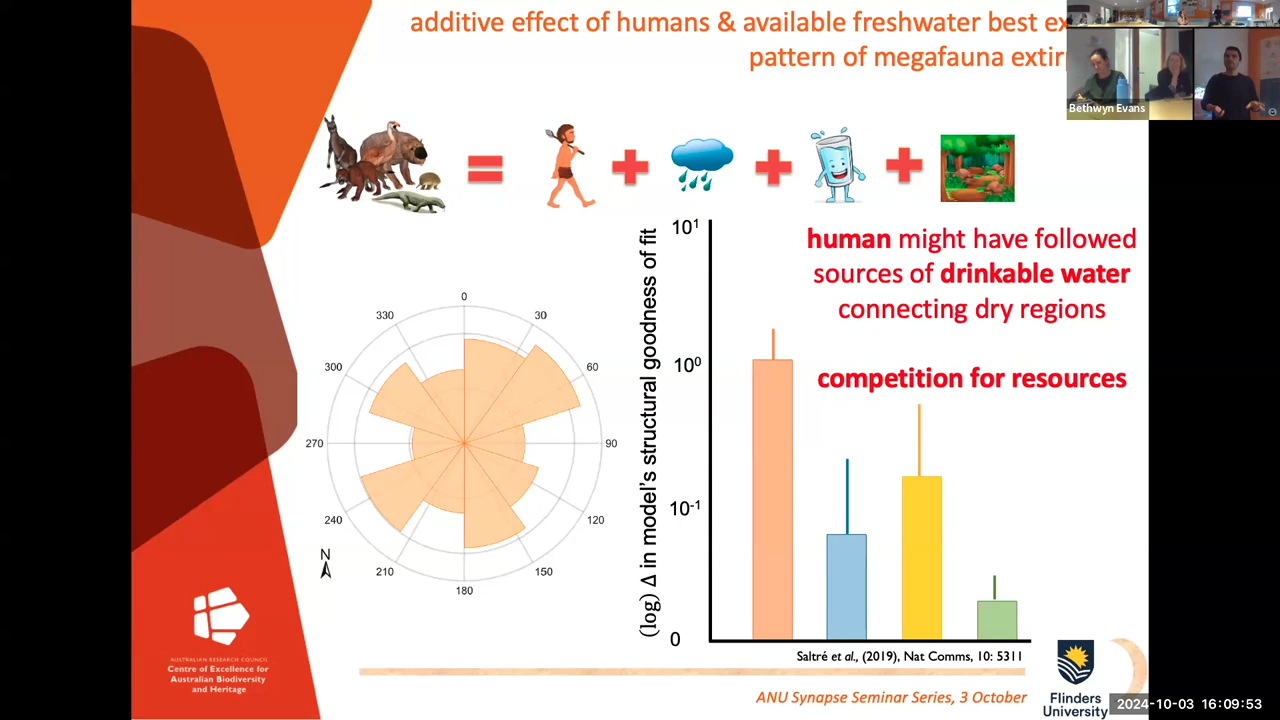 additive effect of humans & available freshwater best
pattern of megafauna
Bethwyn Evans
(log) Δ in model's structural goodness of fit
10¹
10⁰
10⁻¹
0
human might have followed
sources of drinkable water
connecting dry regions
competition for resources
0
30
60
90
120
150
180
210
240
270
300
330
N
Saltré et al., (2019), Nat Comms, 10: 5311
ANU Synapse Seminar Series, 3 October
AUSTRALIAN RESEARCH COUNCIL
Centre of Excellence for
Australian Biodiversity
and Heritage
Flinders
University
2024-10-03 16:09:53